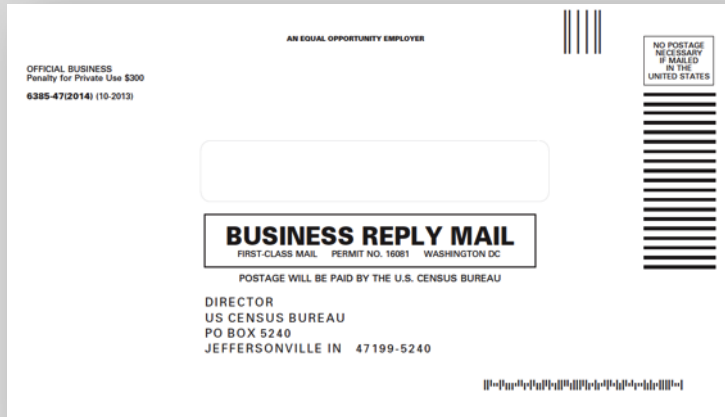 AN EQUAL OPPORTUNITY EMPLOYER
OFFICIAL BUSINESS
Penalty for Private Use $300
6385-47(2014) (10-2013)
NO POSTAGE
NECESSARY
IF MAILED
IN THE
UNITED STATES
BUSINESS REPLY MAIL
FIRST-CLASS MAIL PERMIT NO. 16081 WASHINGTON DC
POSTAGE WILL BE PAID BY THE U.S. CENSUS BUREAU
DIRECTOR
US CENSUS BUREAU
PO BOX 5240
JEFFERSONVILLE IN 47199-5240